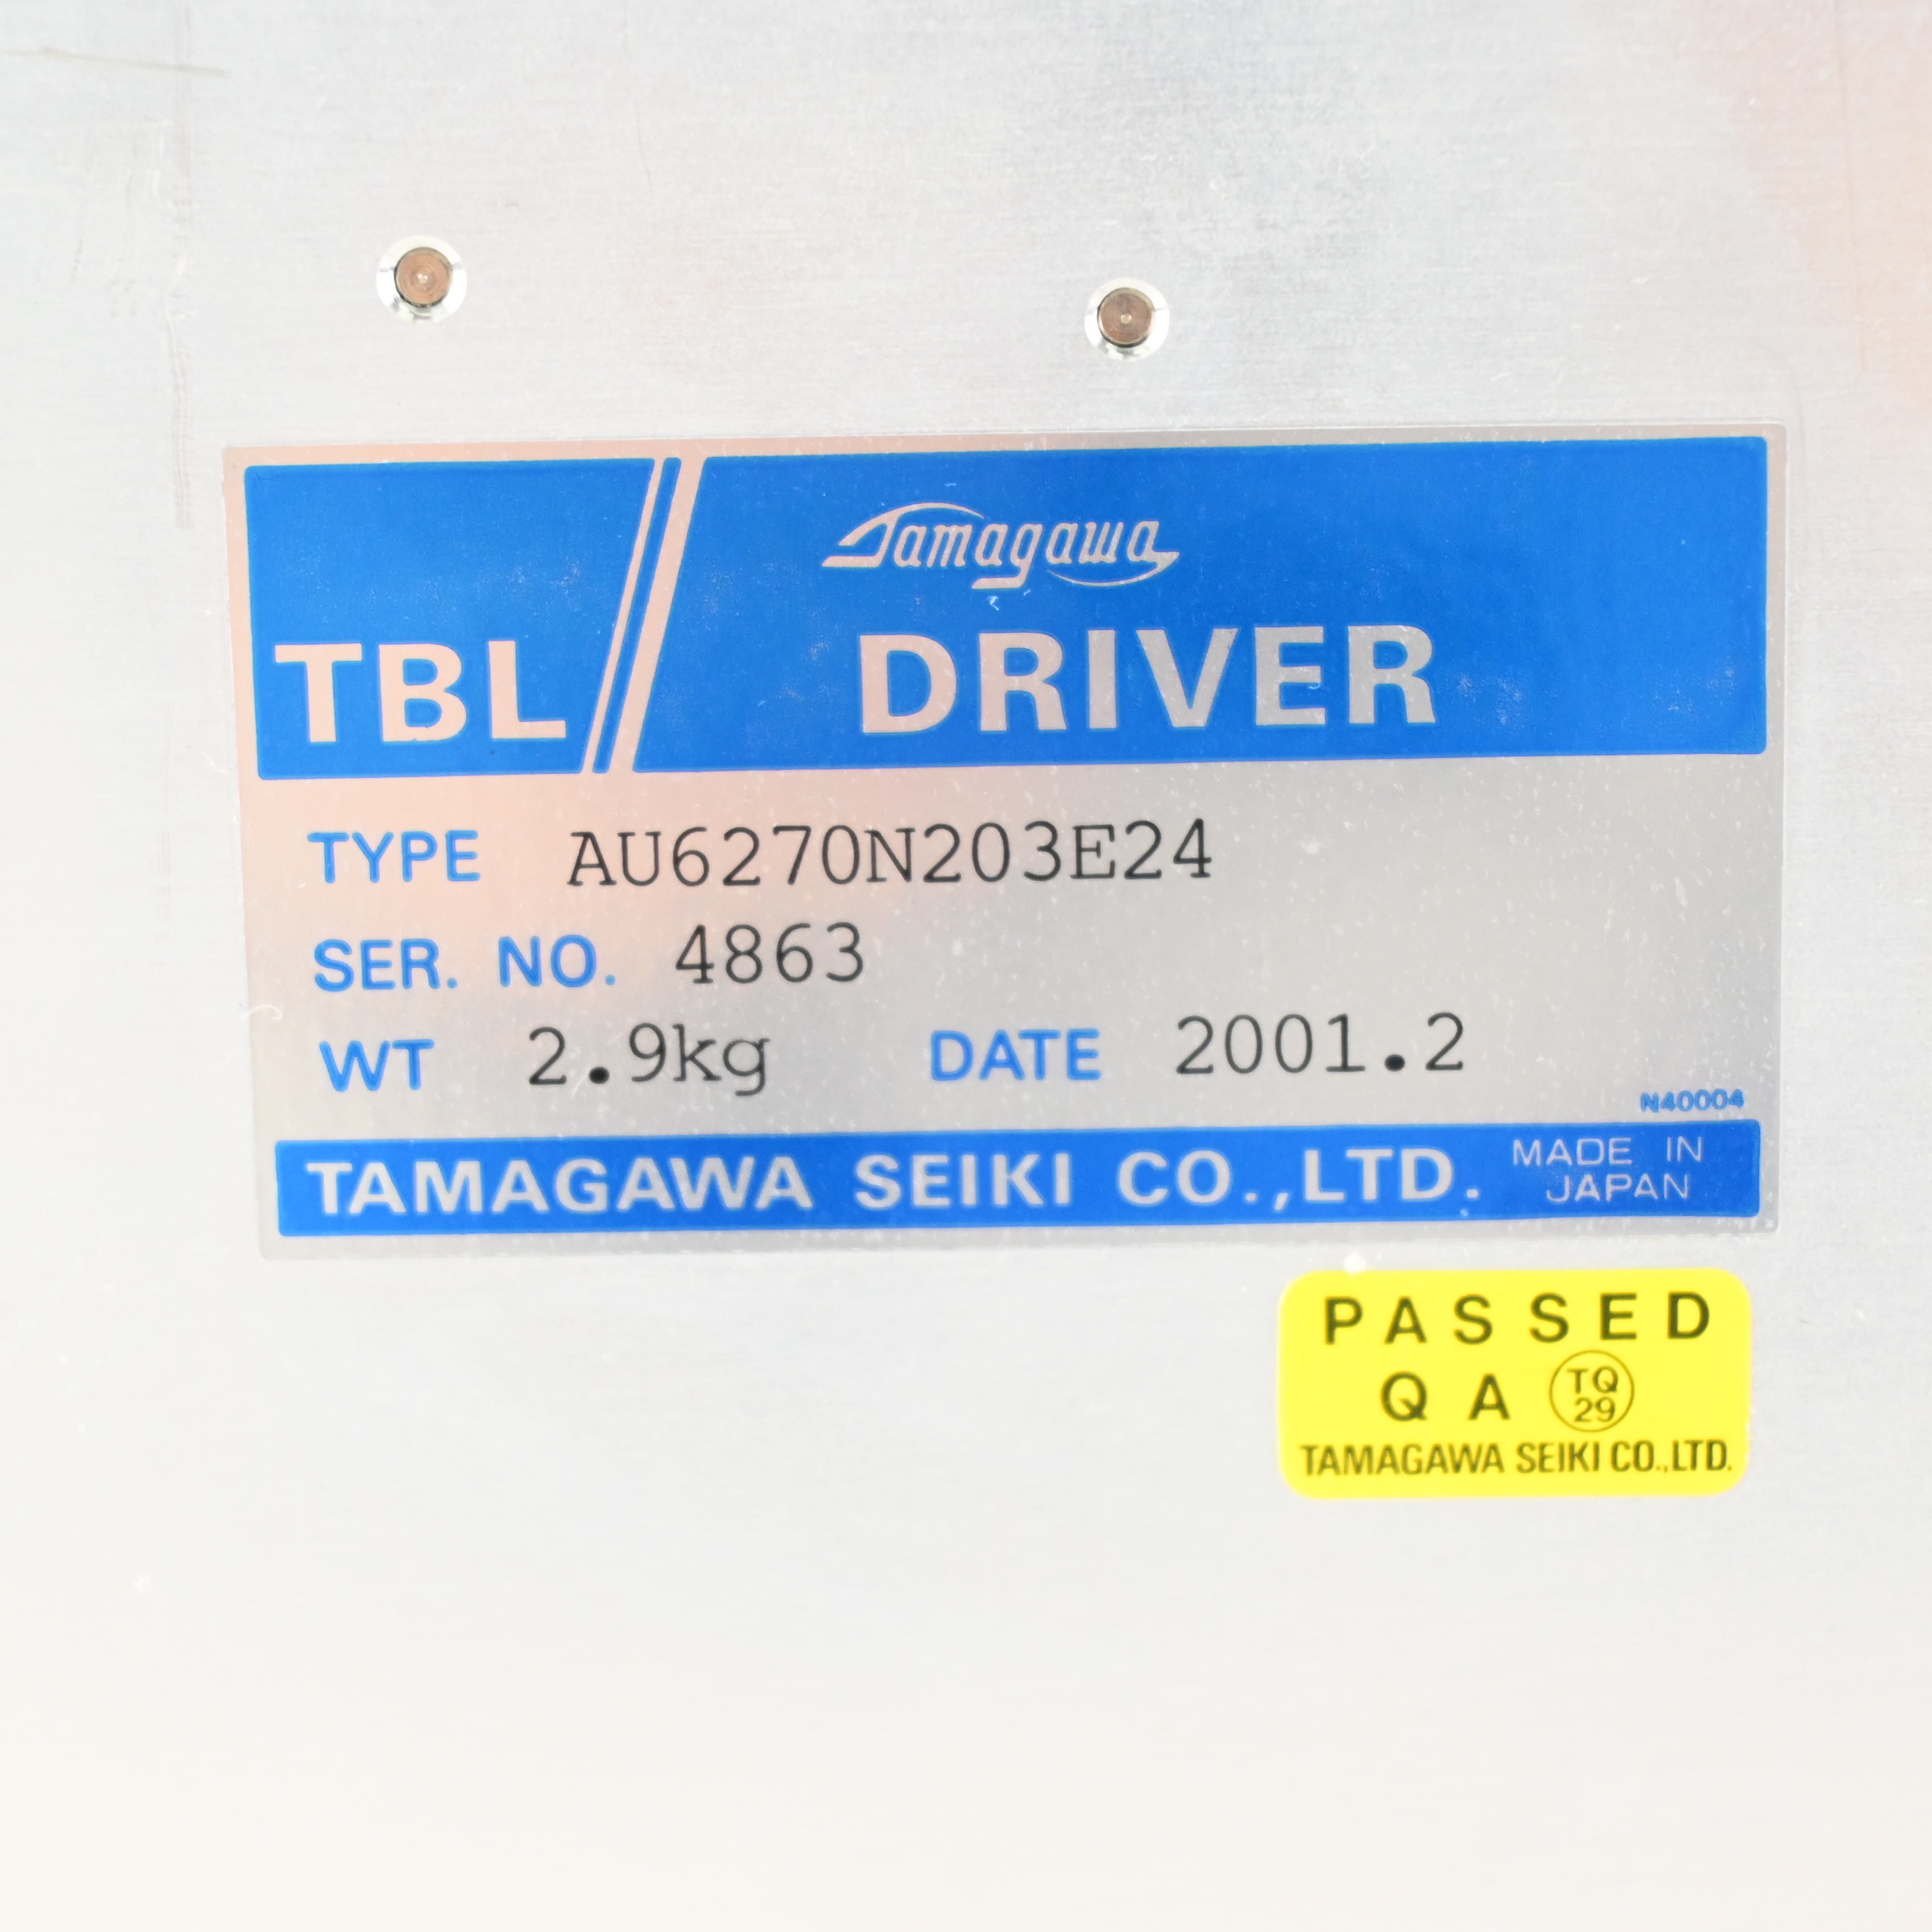 Tamagawa
TBL DRIVER
TYPE AU6270N203E24
SER. NO. 4863
WT 2.9kg DATE 2001.2
N40004
TAMAGAWA SEIKI CO.,LTD. MADE IN
JAPAN
PASSED
QA TQ
29
TAMAGAWA SEIKI CO.,LTD.